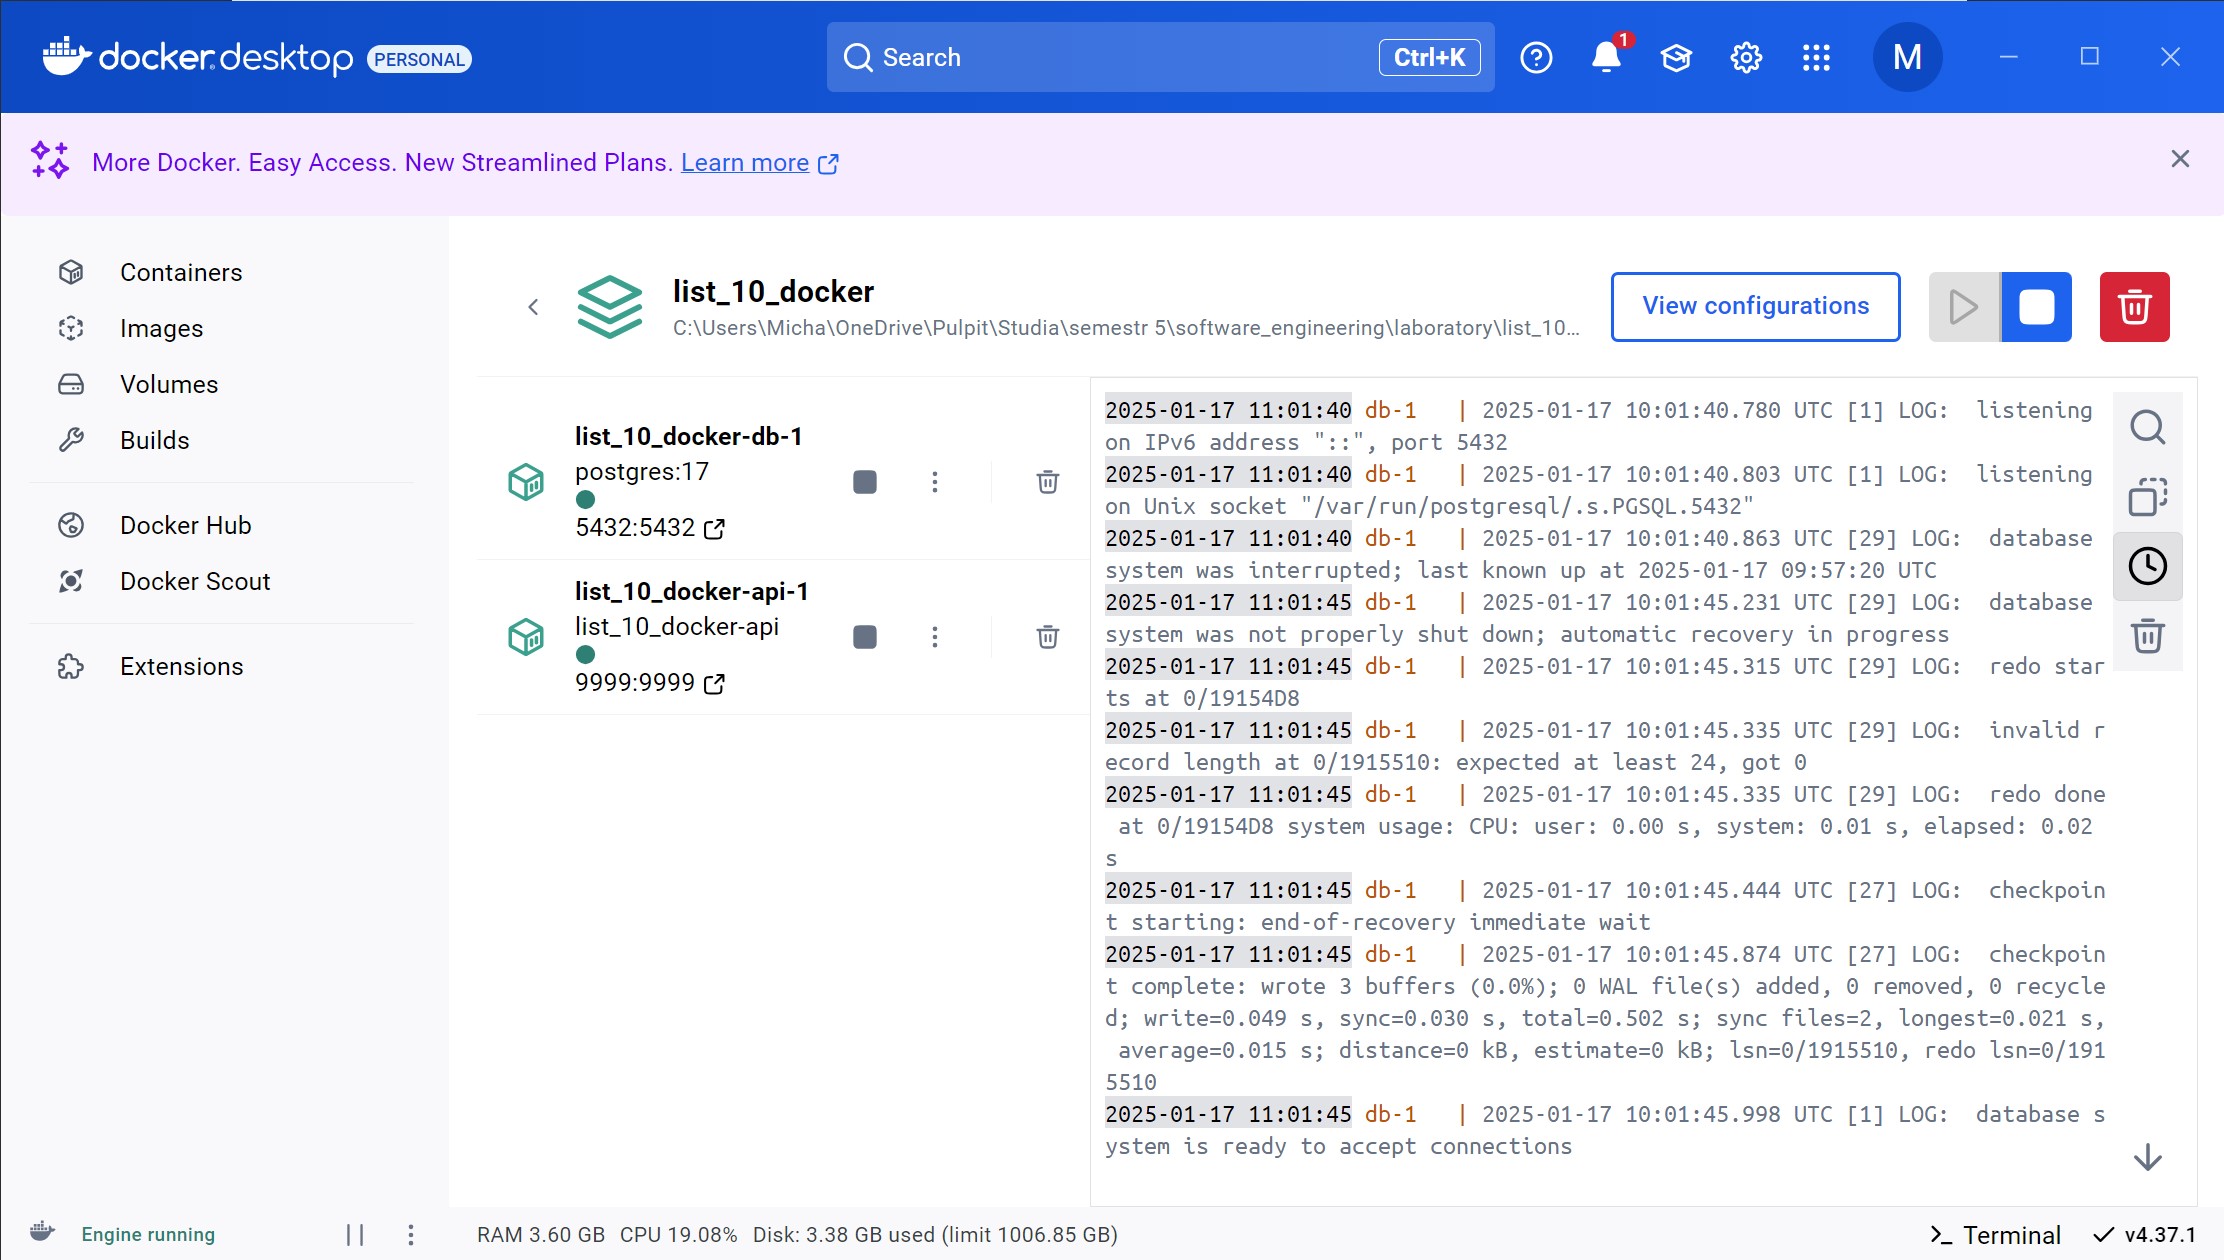 docker desktop PERSONAL
Search Ctrl+K
1
M
More Docker. Easy Access. New Streamlined Plans. Learn more
Containers
Images
Volumes
Builds
Docker Hub
Docker Scout
Extensions
list_10_docker
C:\Users\Micha\OneDrive\Pulpit\Studia\semestr 5\software_engineering\laboratory\list_10...
View configurations
list_10_docker-db-1
postgres:17
5432:5432
list_10_docker-api-1
list_10_docker-api
9999:9999
2025-01-17 11:01:40 db-1   | 2025-01-17 10:01:40.780 UTC [1] LOG:  listening
on IPv6 address "::", port 5432
2025-01-17 11:01:40 db-1   | 2025-01-17 10:01:40.803 UTC [1] LOG:  listening
on Unix socket "/var/run/postgresql/.s.PGSQL.5432"
2025-01-17 11:01:40 db-1   | 2025-01-17 10:01:40.863 UTC [29] LOG:  database
system was interrupted; last known up at 2025-01-17 09:57:20 UTC
2025-01-17 11:01:45 db-1   | 2025-01-17 10:01:45.231 UTC [29] LOG:  database
system was not properly shut down; automatic recovery in progress
2025-01-17 11:01:45 db-1   | 2025-01-17 10:01:45.315 UTC [29] LOG:  redo star
ts at 0/19154D8
2025-01-17 11:01:45 db-1   | 2025-01-17 10:01:45.335 UTC [29] LOG:  invalid r
ecord length at 0/1915510: expected at least 24, got 0
2025-01-17 11:01:45 db-1   | 2025-01-17 10:01:45.335 UTC [29] LOG:  redo done
at 0/19154D8 system usage: CPU: user: 0.00 s, system: 0.01 s, elapsed: 0.02
s
2025-01-17 11:01:45 db-1   | 2025-01-17 10:01:45.444 UTC [27] LOG:  checkpoin
t starting: end-of-recovery immediate wait
2025-01-17 11:01:45 db-1   | 2025-01-17 10:01:45.874 UTC [27] LOG:  checkpoin
t complete: wrote 3 buffers (0.0%); 0 WAL file(s) added, 0 removed, 0 recycle
d; write=0.049 s, sync=0.030 s, total=0.502 s; sync files=2, longest=0.021 s,
average=0.015 s; distance=0 kB, estimate=0 kB; lsn=0/1915510, redo lsn=0/191
5510
2025-01-17 11:01:45 db-1   | 2025-01-17 10:01:45.998 UTC [1] LOG:  database s
ystem is ready to accept connections
Engine running
RAM 3.60 GB CPU 19.08% Disk: 3.38 GB used (limit 1006.85 GB)
Terminal
v4.37.1